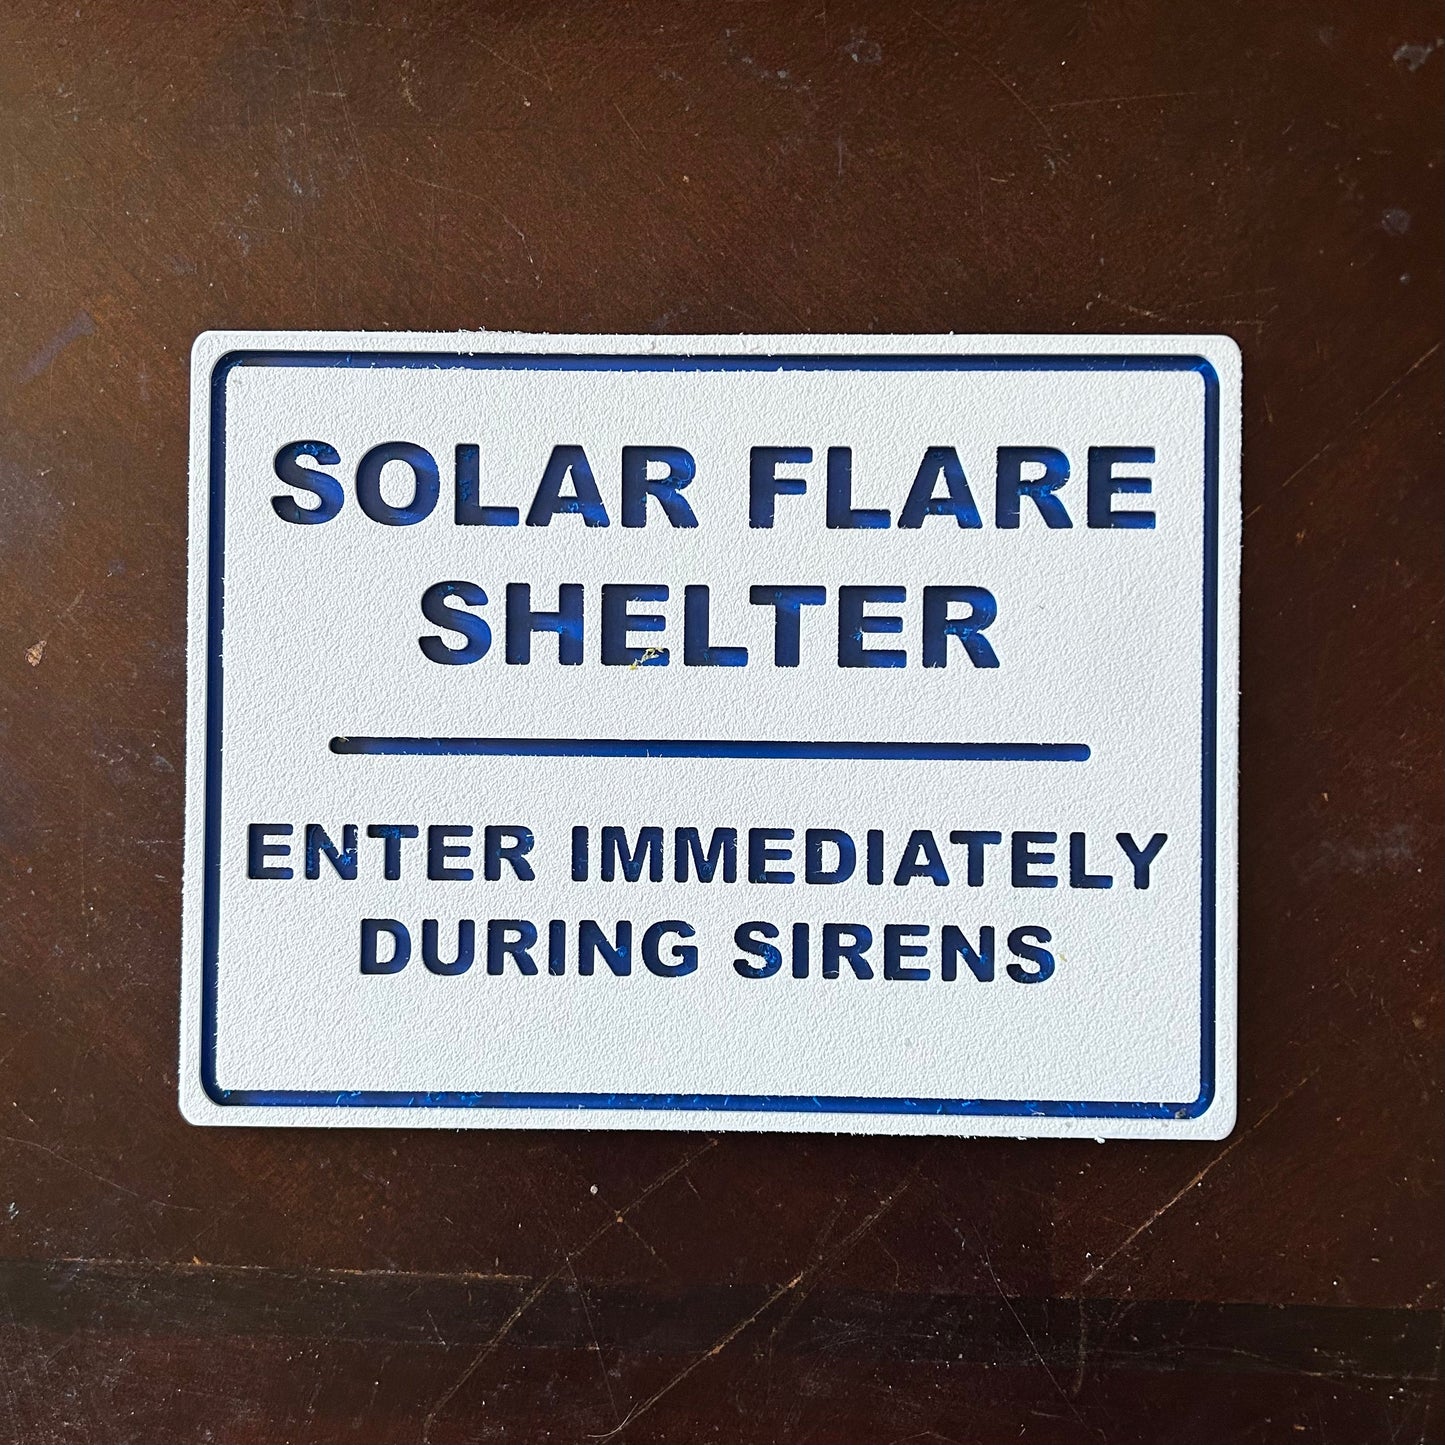 SOLAR FLARE
SHELTER
ENTER IMMEDIATELY
DURING SIRENS